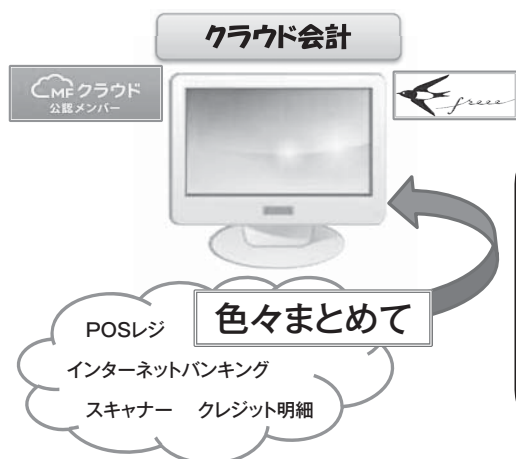 クラウド会計
MFクラウド
公認メンバー
freee
色々まとめて
POSレジ
インターネットバンキング
スキャナー クレジット明細